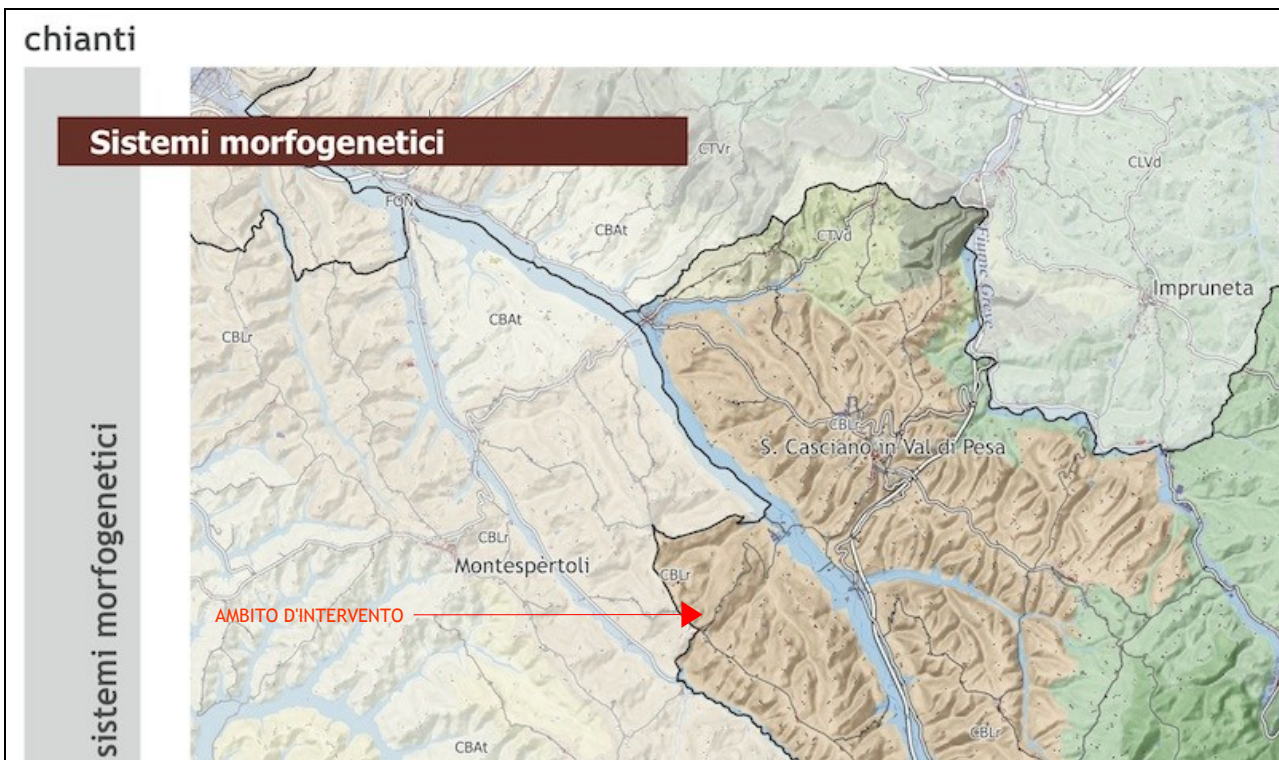 chianti
Sistemi morfogenetici
sistemi morfogenetici
CTVr
CLVd
FON
CBAt
CTVd
Fiume Greve
Impruneta
CBLr
CBAt
CBLr
S. Casciano in Val di Pesa
CBLr
Montespèrtoli
CBLr
AMBITO D'INTERVENTO
CBLr
CBAt